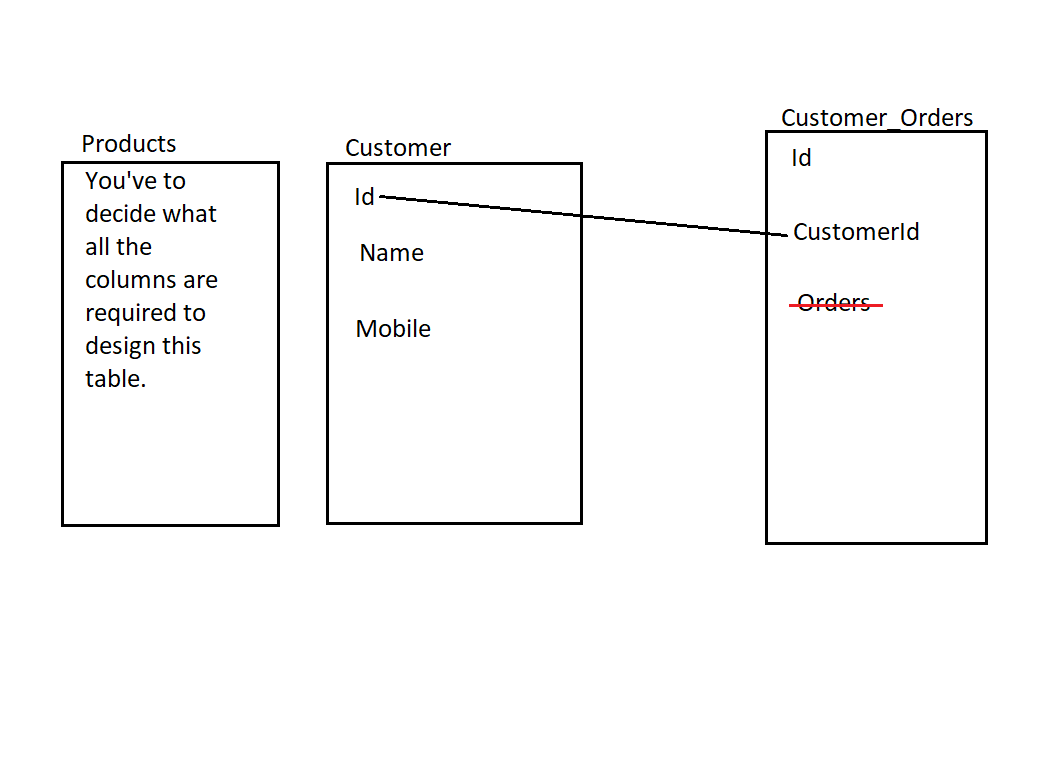 Products
You've to
decide what
all the
columns are
required to
design this
table.
Customer
Id
Name
Mobile
Customer_Orders
Id
CustomerId
Orders